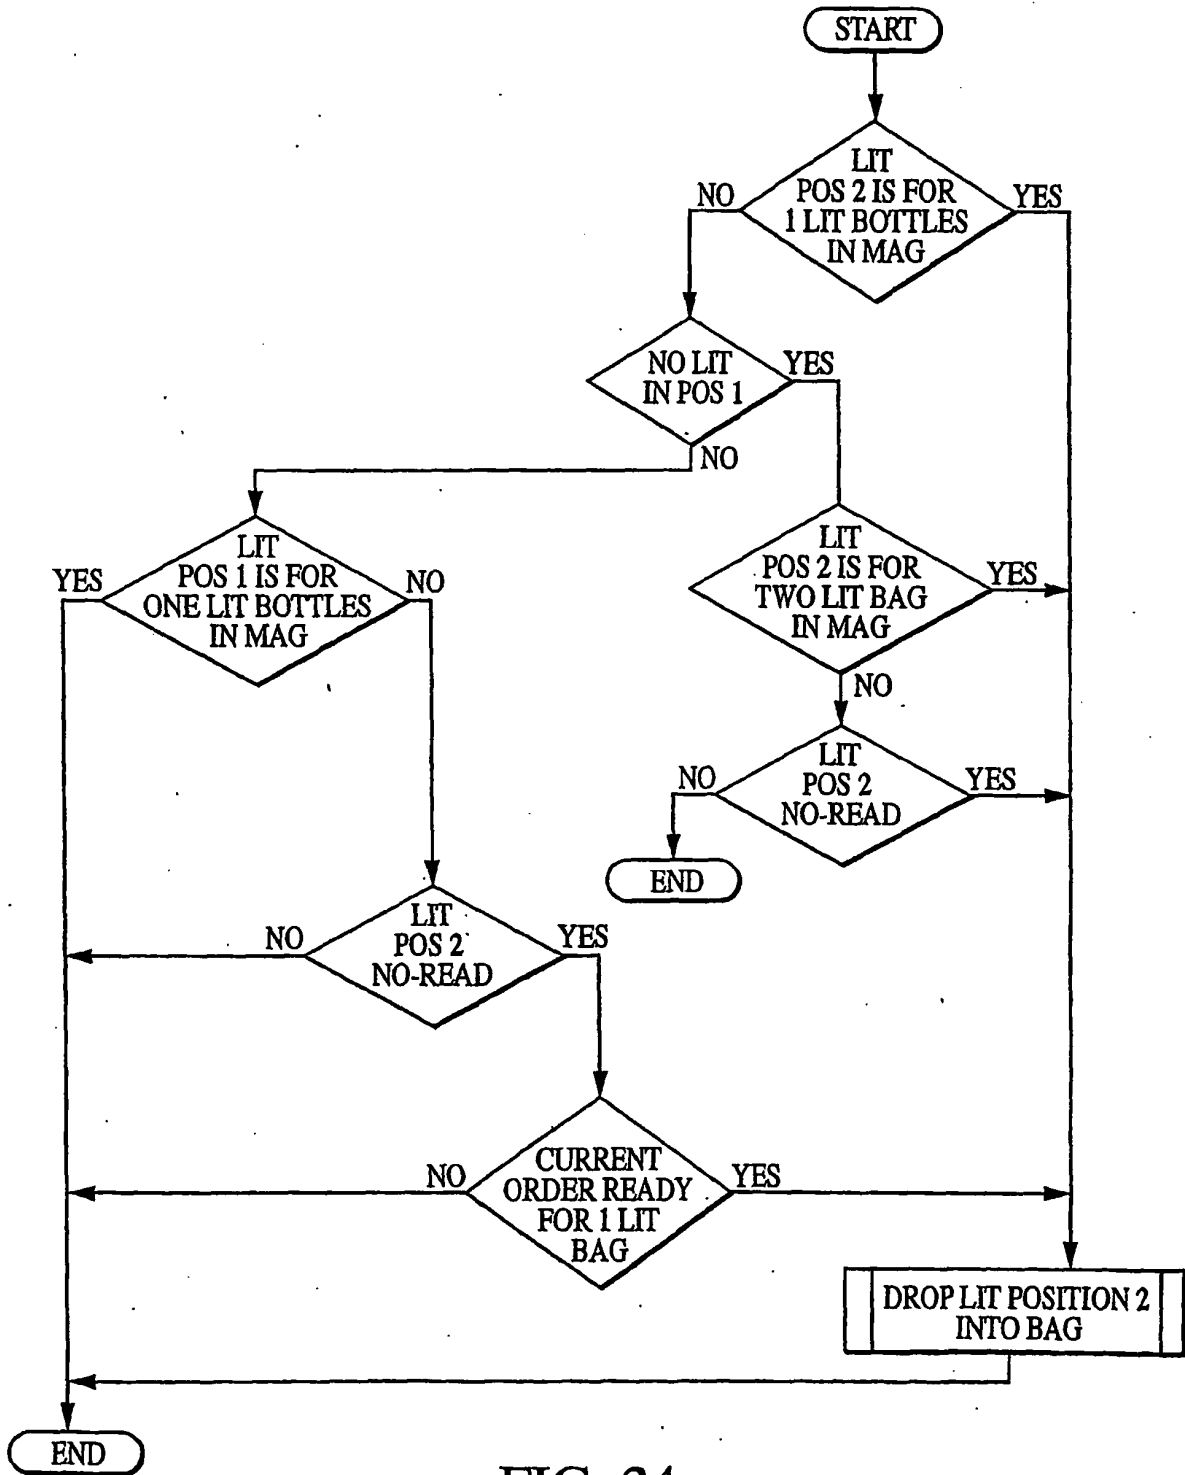 START
LIT
POS 2 IS FOR
1 LIT BOTTLES
IN MAG
NO
YES
NO LIT
IN POS 1
YES
NO
LIT
POS 1 IS FOR
ONE LIT BOTTLES
IN MAG
YES
NO
LIT
POS 2 IS FOR
TWO LIT BAG
IN MAG
YES
NO
LIT
POS 2
NO-READ
NO
YES
END
LIT
POS 2
NO-READ
NO
YES
CURRENT
ORDER READY
FOR 1 LIT
BAG
NO
YES
DROP LIT POSITION 2
INTO BAG
END